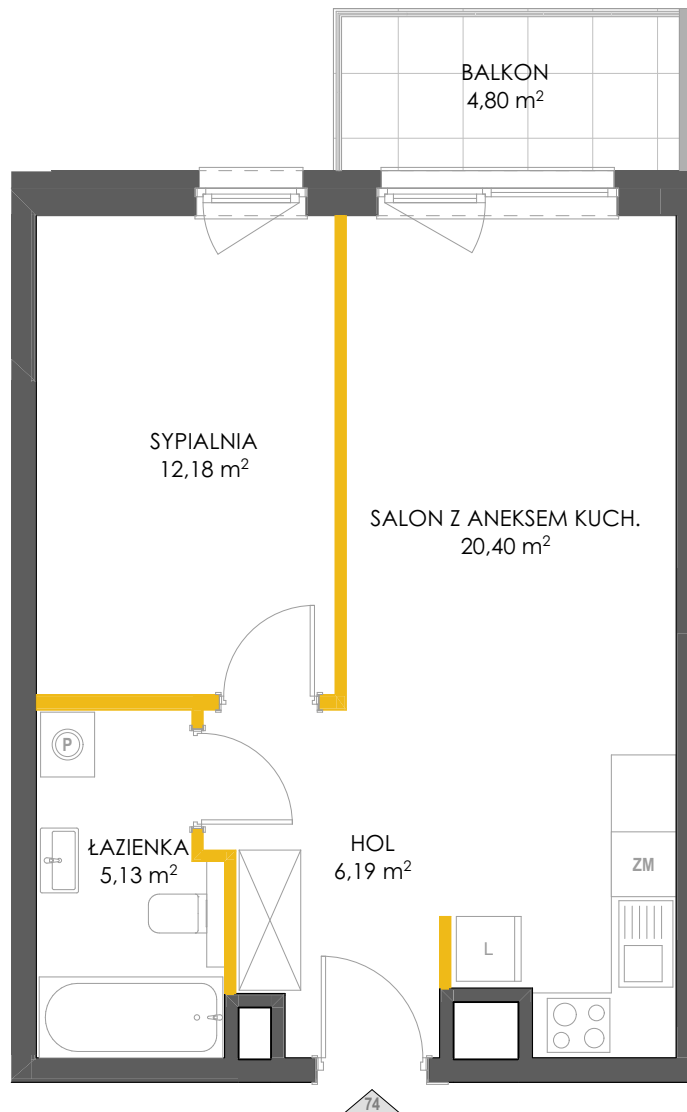 BALKON
4,80 m²
SYPIALNIA
12,18 m²
SALON Z ANEKSEM KUCH.
20,40 m²
P
ŁAZIENKA
5,13 m²
HOL
6,19 m²
ZM
L
74